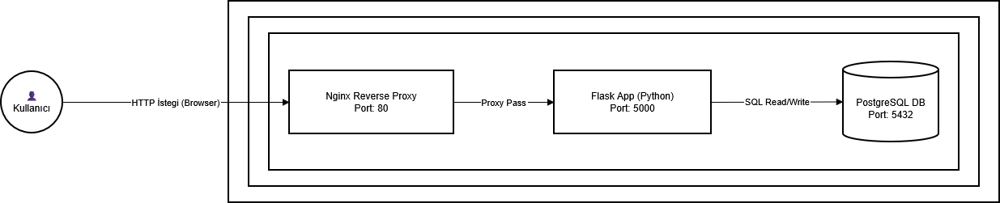 Kullanıcı
HTTP İstegi (Browser)
Nginx Reverse Proxy
Port: 80
Proxy Pass
Flask App (Python)
Port: 5000
SQL Read/Write
PostgreSQL DB
Port: 5432